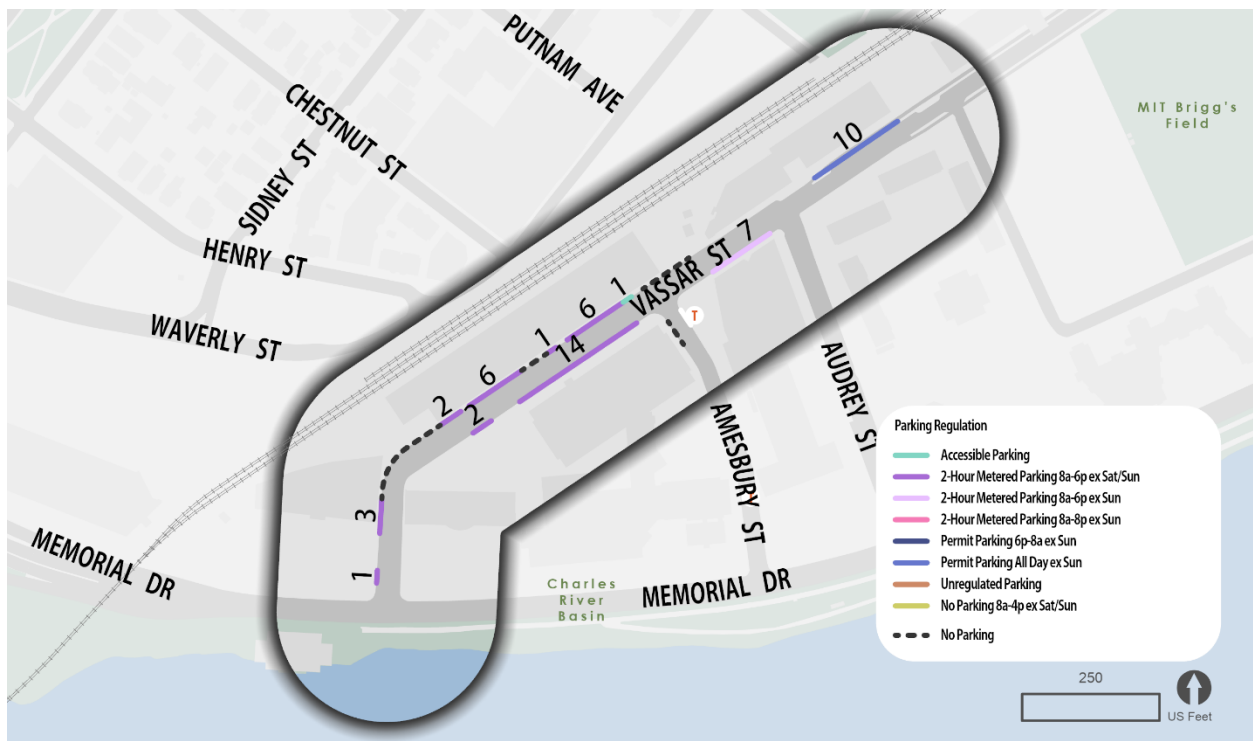 PUTNAM AVE
CHESTNUT ST
SIDNEY ST
HENRY ST
WAVERLY ST
MIT Brigg's
Field
10
7
VASSAR ST
1
6
1
14
6
2
2
T
3
1
AUDREY ST
AMESBURY ST
MEMORIAL DR
Charles
River
Basin
MEMORIAL DR
Parking Regulation
Accessible Parking
2-Hour Metered Parking 8a-6p ex Sat/Sun
2-Hour Metered Parking 8a-6p ex Sun
2-Hour Metered Parking 8a-8p ex Sun
Permit Parking 6p-8a ex Sun
Permit Parking All Day ex Sun
Unregulated Parking
No Parking 8a-4p ex Sat/Sun
No Parking
250
US Feet